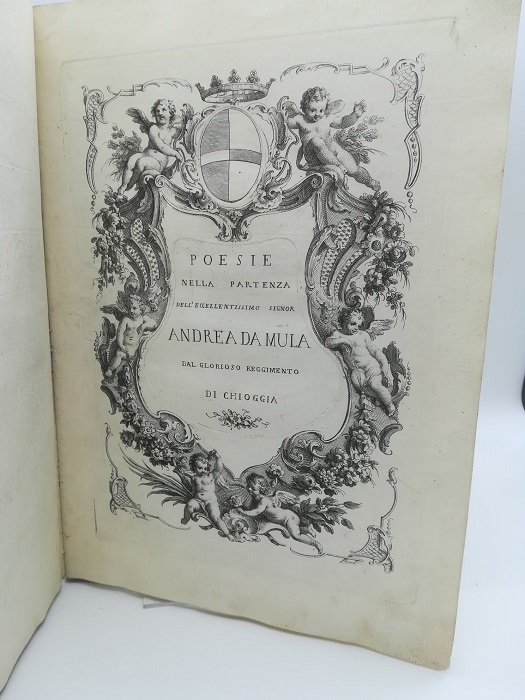 POESIE
NELLA PARTENZA
DELL' ECCELLENTISSIMO SIGNOR
ANDREA DA MULA
DAL GLORIOSO REGGIMENTO
DI CHIOGGIA